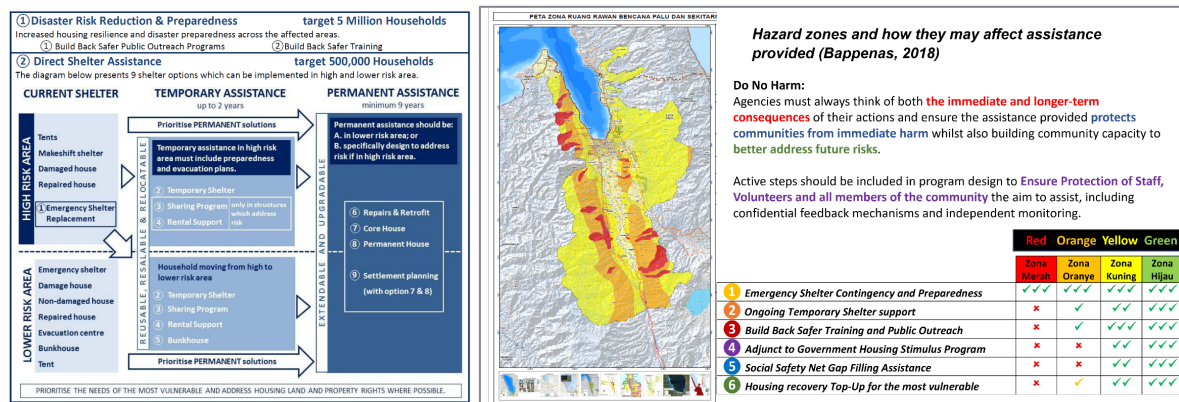 ① Disaster Risk Reduction & Preparedness target 5 Million Households
Increased housing resilience and disaster preparedness across the affected areas.
① Build Back Safer Public Outreach Programs ② Build Back Safer Training
② Direct Shelter Assistance target 500,000 Households
The diagram below presents 9 shelter options which can be implemented in high and lower risk area.
CURRENT SHELTER
TEMPORARY ASSISTANCE
up to 2 years
PERMANENT ASSISTANCE
minimum 9 years
Prioritise PERMANENT solutions
HIGH RISK AREA
Tents
Makeshift shelter
Damaged house
Repaired house
① Emergency Shelter
Replacement
REUSABLE, RESALABLE & RELOCATABLE
Temporary assistance in high risk
area must include preparedness
and evacuation plans.
② Temporary Shelter
③ Sharing Program
④ Rental Support
only in structures
which address
risk
EXTENDABLE AND UPGRADABLE
Permanent assistance should be:
A. in lower risk area; or
B. specifically design to address
risk if in high risk area.
⑥ Repairs & Retrofit
⑦ Core House
⑧ Permanent House
⑨ Settlement planning
(with option 7 & 8)
LOWER RISK AREA
Emergency shelter
Damage house
Non-damaged house
Repaired house
Evacuation centre
Bunkhouse
Tent
Household moving from high to
lower risk area
② Temporary Shelter
③ Sharing Program
④ Rental Support
⑤ Bunkhouse
Prioritise PERMANENT solutions
PRIORITISE THE NEEDS OF THE MOST VULNERABLE AND ADDRESS HOUSING LAND AND PROPERTY RIGHTS WHERE POSSIBLE.
PETA ZONA RUANG RAWAN BENCANA PALU DAN SEKITAR
Hazard zones and how they may affect assistance
provided (Bappenas, 2018)
Do No Harm:
Agencies must always think of both the immediate and longer-term
consequences of their actions and ensure the assistance provided protects
communities from immediate harm whilst also building community capacity to
better address future risks.
Active steps should be included in program design to Ensure Protection of Staff,
Volunteers and all members of the community the aim to assist, including
confidential feedback mechanisms and independent monitoring.
Red Orange Yellow Green
Zona Merah Zona Oranye Zona Kuning Zona Hijau
1 Emergency Shelter Contingency and Preparedness ✓✓✓ ✓✓✓ ✓✓✓ ✓✓✓
2 Ongoing Temporary Shelter support ✗ ✓ ✓✓ ✓✓✓
3 Build Back Safer Training and Public Outreach ✗ ✓ ✓✓✓ ✓✓✓
4 Adjunct to Government Housing Stimulus Program ✗ ✗ ✓✓ ✓✓✓
5 Social Safety Net Gap Filling Assistance ✗ ✗ ✓✓ ✓✓✓
6 Housing recovery Top-Up for the most vulnerable ✗ ✓ ✓✓ ✓✓✓